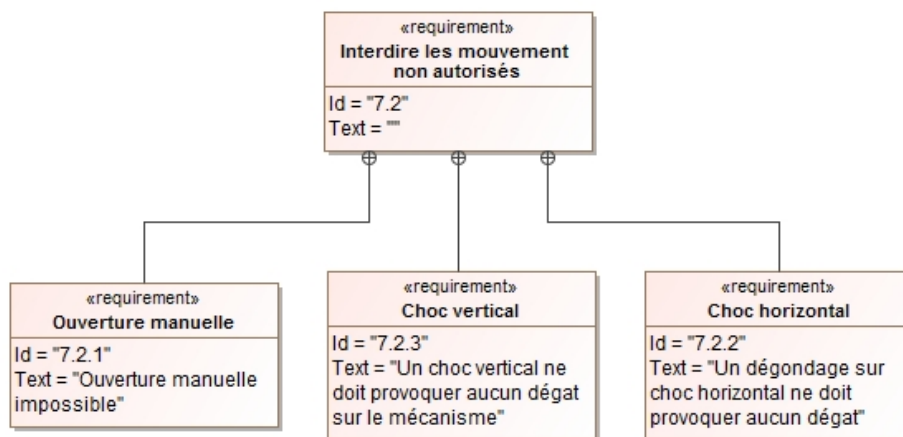 «requirement»
Interdire les mouvement
non autorisés
Id = "7.2"
Text = ""
«requirement»
Ouverture manuelle
Id = "7.2.1"
Text = "Ouverture manuelle
impossible"
«requirement»
Choc vertical
Id = "7.2.3"
Text = "Un choc vertical ne
doit provoquer aucun dégat
sur le mécanisme"
«requirement»
Choc horizontal
Id = "7.2.2"
Text = "Un dégondage sur
choc horizontal ne doit
provoquer aucun dégat"